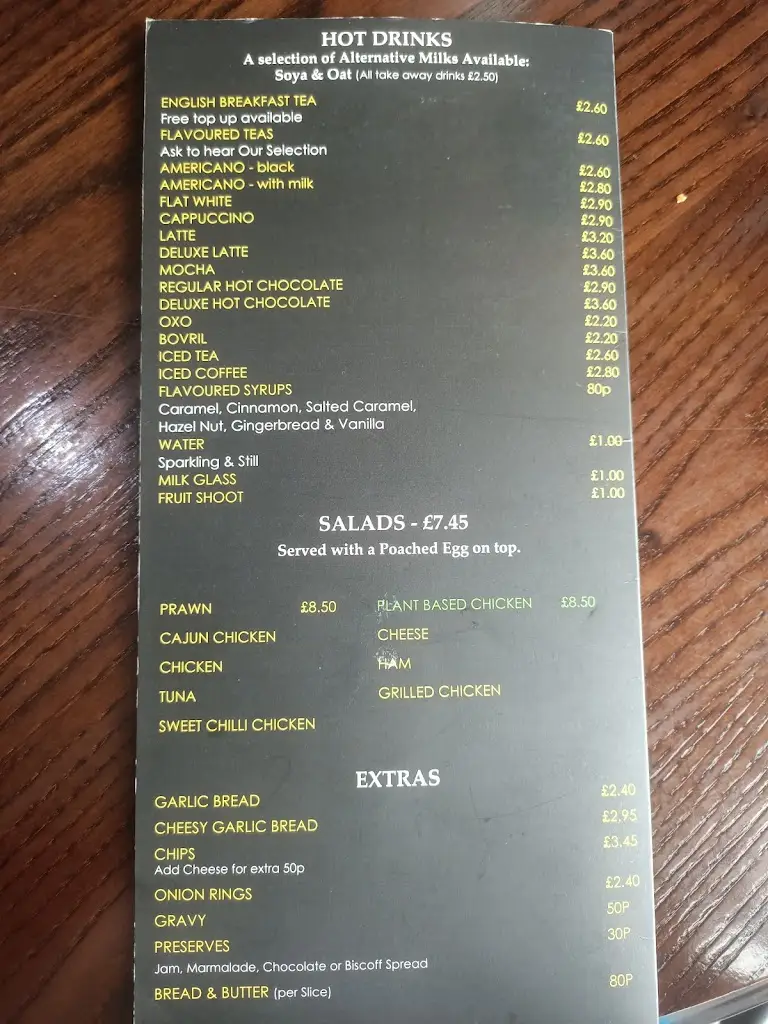 HOT DRINKS
A selection of Alternative Milks Available:
Soya & Oat (All take away drinks £2.50)
ENGLISH BREAKFAST TEA £2.60
Free top up available
FLAVOURED TEAS £2.60
Ask to hear Our Selection
AMERICANO - black £2.60
AMERICANO - with milk £2.80
FLAT WHITE £2.90
CAPPUCCINO £2.90
LATTE £3.20
DELUXE LATTE £3.60
MOCHA £3.60
REGULAR HOT CHOCOLATE £2.90
DELUXE HOT CHOCOLATE £3.60
OXO £2.20
BOVRIL £2.20
ICED TEA £2.60
ICED COFFEE £2.80
FLAVOURED SYRUPS 80p
Caramel, Cinnamon, Salted Caramel,
Hazel Nut, Gingerbread & Vanilla
WATER £1.00
Sparkling & Still
MILK GLASS £1.00
FRUIT SHOOT £1.00
SALADS - £7.45
Served with a Poached Egg on top.
PRAWN £8.50 PLANT BASED CHICKEN £8.50
CAJUN CHICKEN CHEESE
CHICKEN HAM
TUNA GRILLED CHICKEN
SWEET CHILLI CHICKEN
EXTRAS
GARLIC BREAD £2.40
CHEESY GARLIC BREAD £2.95
CHIPS £3.45
Add Cheese for extra 50p
ONION RINGS £2.40
GRAVY 50P
PRESERVES 30P
Jam, Marmalade, Chocolate or Biscoff Spread
BREAD & BUTTER (per Slice) 80P